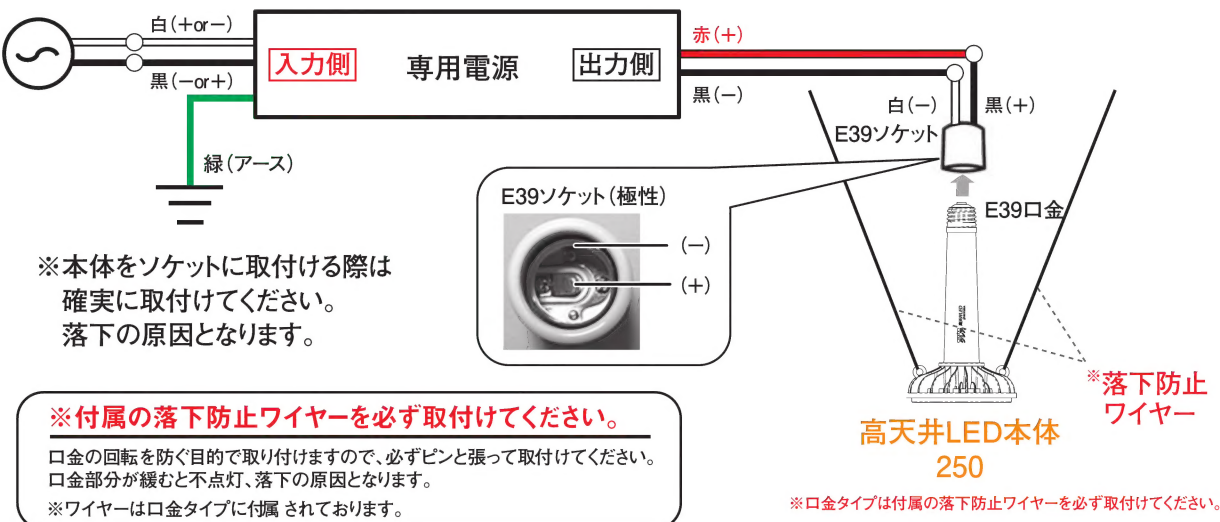 白(+or−)
黒(−or+)
緑(アース)
入力側
専用電源
出力側
赤(+)
黒(−)
白(−)
黒(+)
E39ソケット
E39口金
E39ソケット(極性)
(−)
(+)
※本体をソケットに取付ける際は
確実に取付けてください。
落下の原因となります。
※落下防止
ワイヤー
高天井LED本体
250
※口金タイプは付属の落下防止ワイヤーを必ず取付けてください。
※付属の落下防止ワイヤーを必ず取付けてください。
口金の回転を防ぐ目的で取り付けますので、必ずピンと張って取付けてください。
口金部分が緩むと不点灯、落下の原因となります。
※ワイヤーは口金タイプに付属 されております。